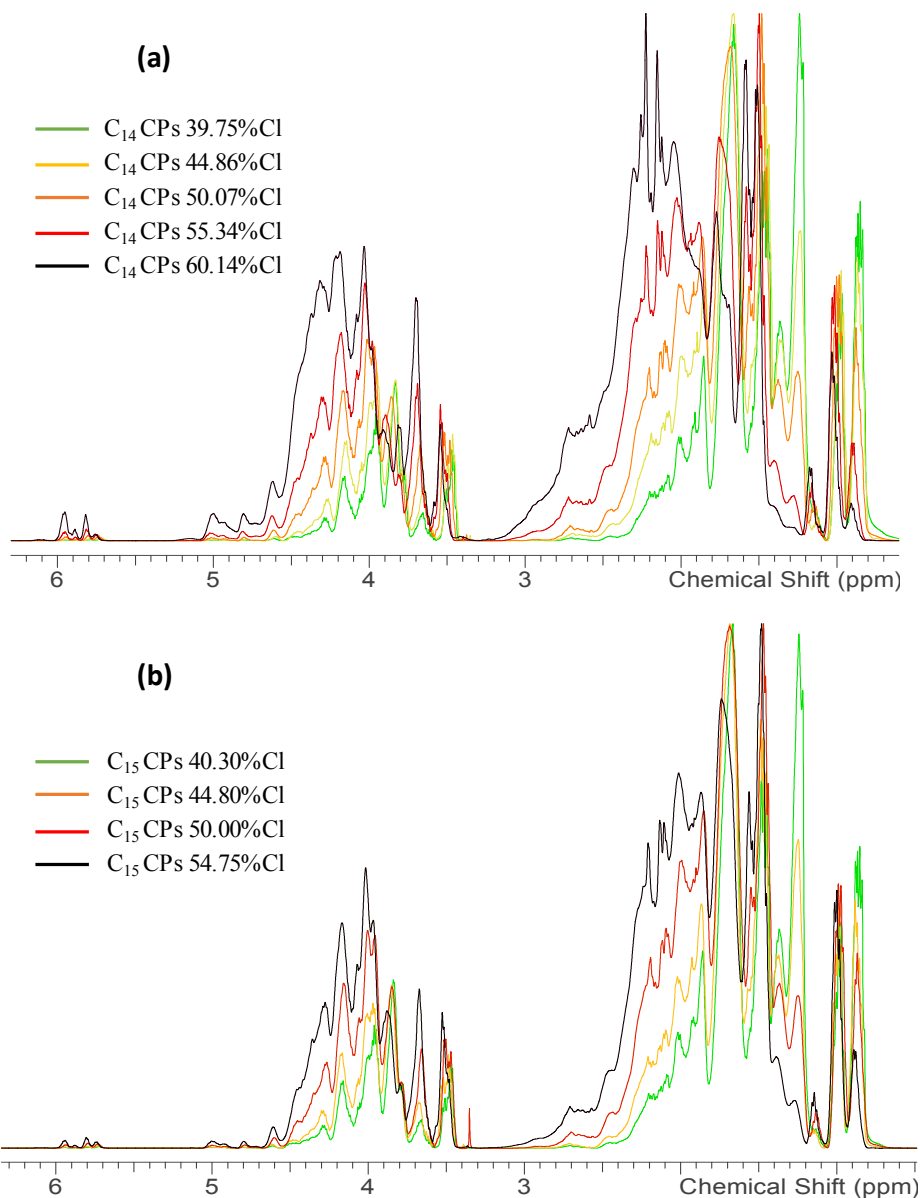 (a)
C₁₄ CPs 39.75%Cl
C₁₄ CPs 44.86%Cl
C₁₄ CPs 50.07%Cl
C₁₄ CPs 55.34%Cl
C₁₄ CPs 60.14%Cl
6 5 4 3 Chemical Shift (ppm)
(b)
C₁₅ CPs 40.30%Cl
C₁₅ CPs 44.80%Cl
C₁₅ CPs 50.00%Cl
C₁₅ CPs 54.75%Cl
6 5 4 3 Chemical Shift (ppm)